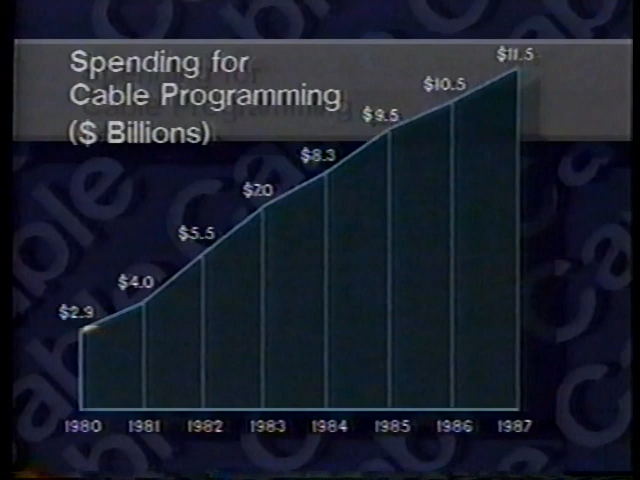 Spending for
Cable Programming
($ Billions)
$11.5
$10.5
$9.5
$8.3
$7.0
$5.5
$4.0
$2.9
1980 1981 1982 1983 1984 1985 1986 1987